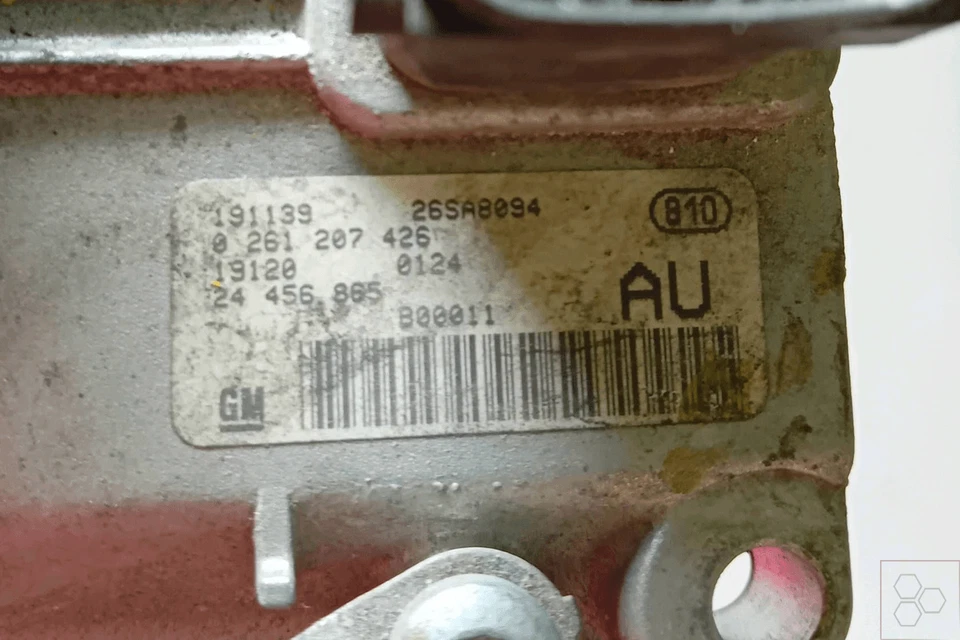 191139 26SA8094 810
0 261 207 426
19120 0124
24 456 865 AU
B00011
GM